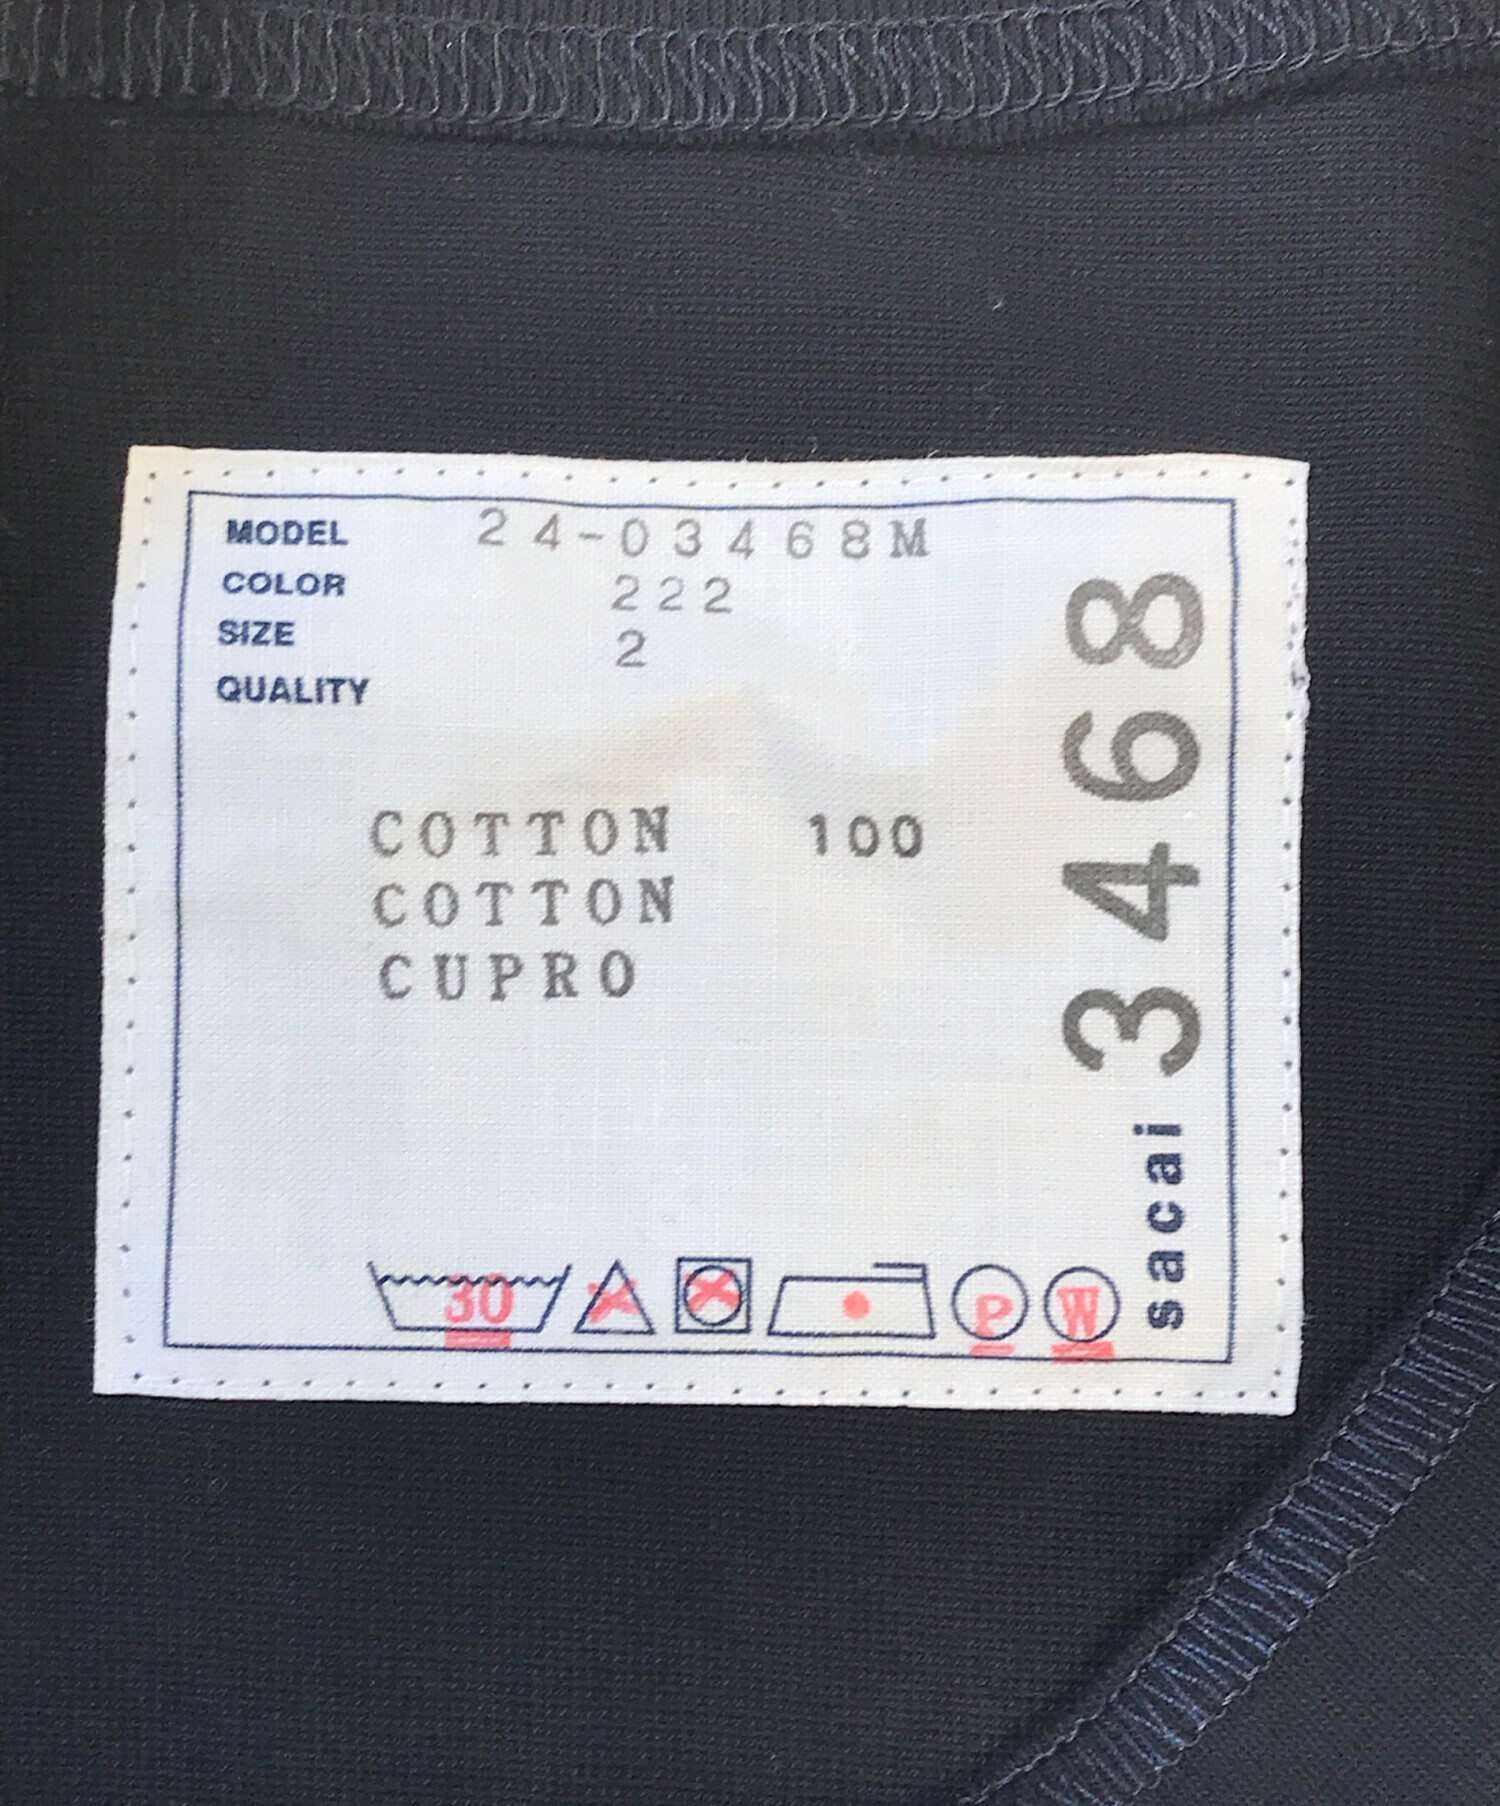 MODEL 24-03468M
COLOR 222
SIZE 2
QUALITY
COTTON 100
COTTON
CUPRO
30 P W
sacai 3468